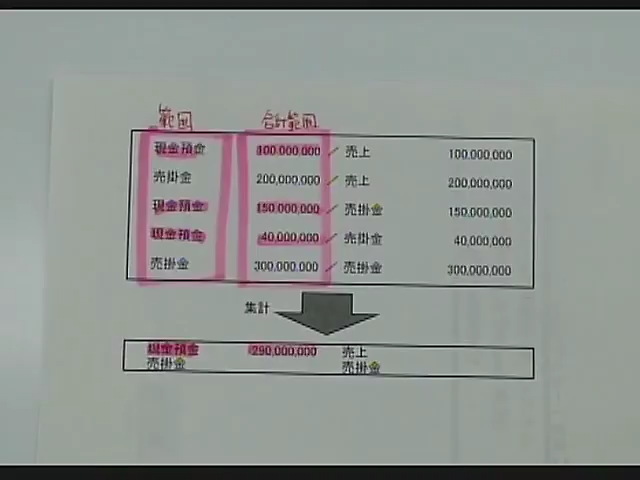 範囲 合計範囲
現金預金 100,000,000 / 売上 100,000,000
売掛金 200,000,000 / 売上 200,000,000
現金預金 150,000,000 / 売掛金 150,000,000
現金預金 40,000,000 / 売掛金 40,000,000
売掛金 300,000,000 / 売掛金 300,000,000
集計
現金預金 290,000,000 売上
売掛金 売掛金